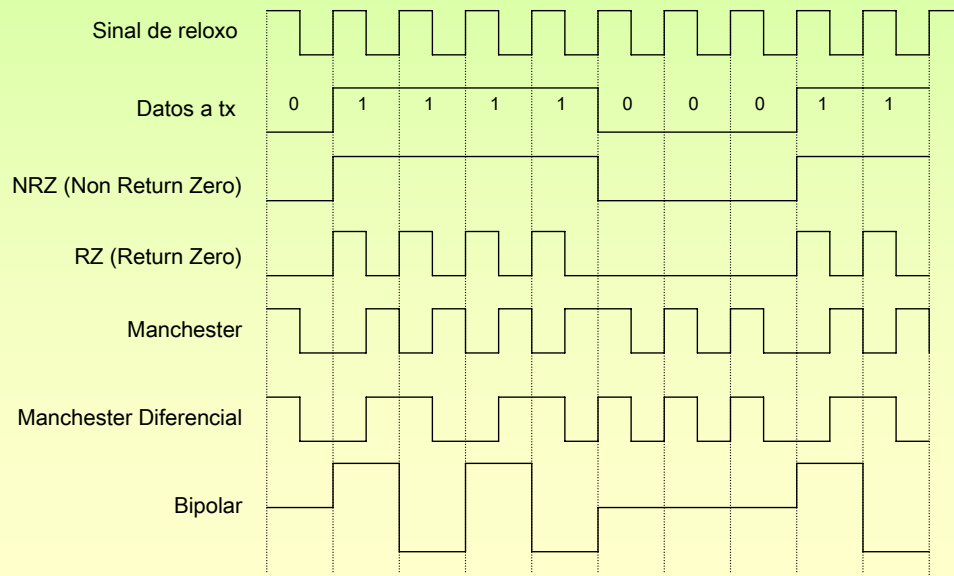 Sinal de reloxo
Datos a tx
0 1 1 1 1 0 0 0 1 1
NRZ (Non Return Zero)
RZ (Return Zero)
Manchester
Manchester Diferencial
Bipolar